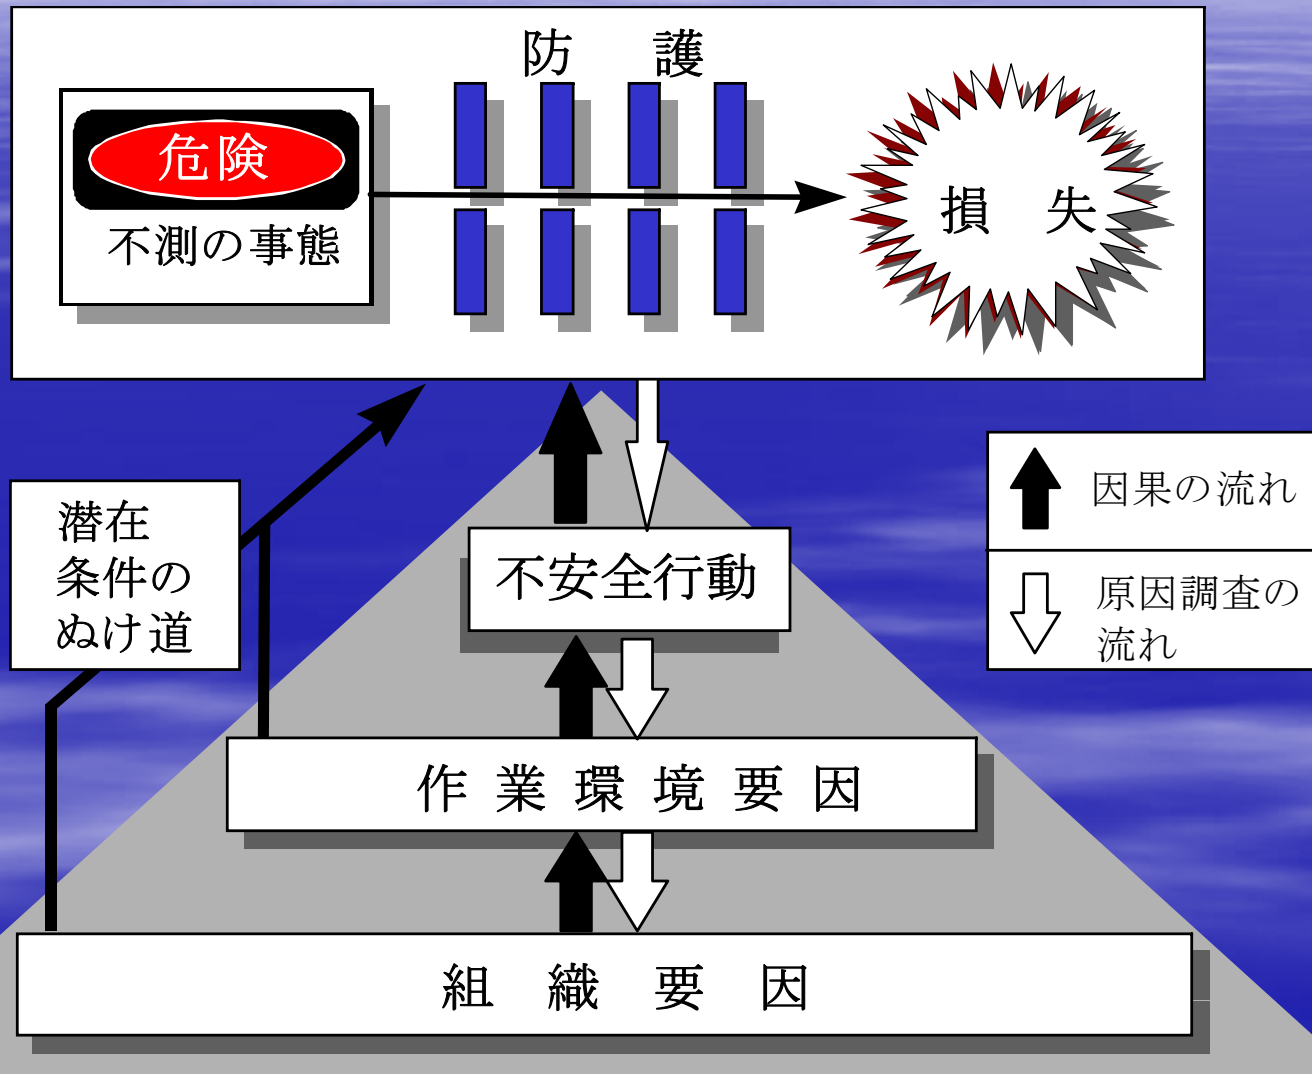 防　護
危険
不測の事態
損　失
潜在
条件の
ぬけ道
因果の流れ
原因調査の
流れ
不安全行動
作業環境要因
組織要因